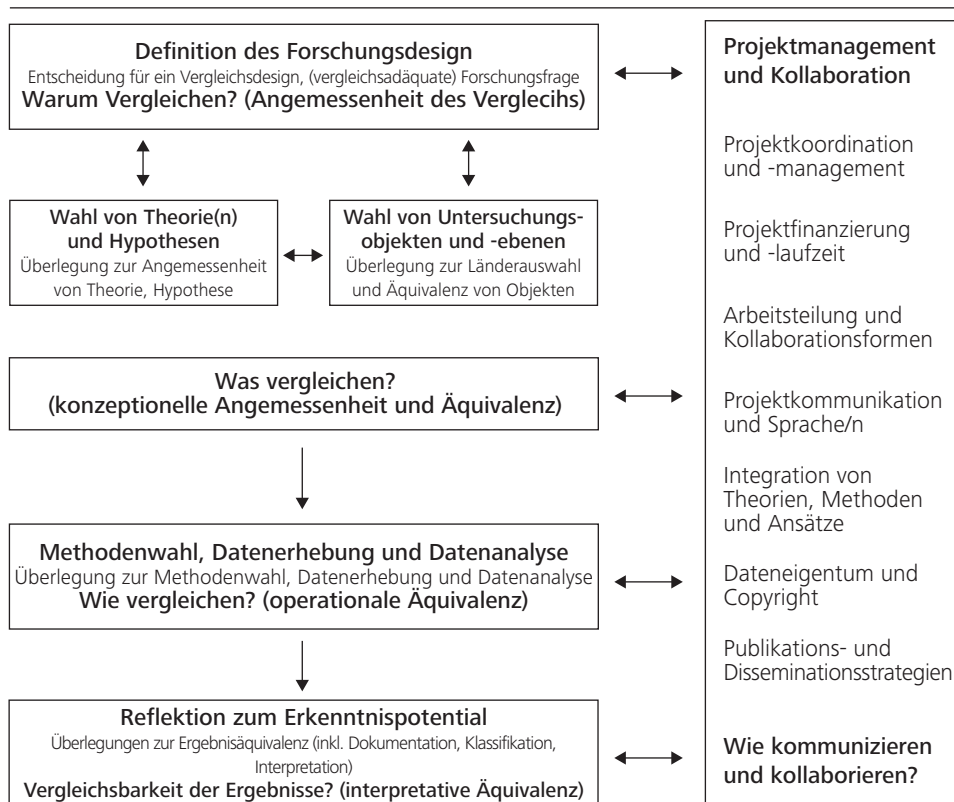 Definition des Forschungsdesign
Entscheidung für ein Vergleichsdesign, (vergleichsadäquate) Forschungsfrage
Warum Vergleichen? (Angemessenheit des Verglecihs)
Wahl von Theorie(n)
und Hypothesen
Überlegung zur Angemessenheit
von Theorie, Hypothese
Wahl von Untersuchungs-
objekten und -ebenen
Überlegung zur Länderauswahl
und Äquivalenz von Objekten
Was vergleichen?
(konzeptionelle Angemessenheit und Äquivalenz)
Methodenwahl, Datenerhebung und Datenanalyse
Überlegung zur Methodenwahl, Datenerhebung und Datenanalyse
Wie vergleichen? (operationale Äquivalenz)
Reflektion zum Erkenntnispotential
Überlegungen zur Ergebnisäquivalenz (inkl. Dokumentation, Klassifikation,
Interpretation)
Vergleichsbarkeit der Ergebnisse? (interpretative Äquivalenz)
Projektmanagement
und Kollaboration
Projektkoordination
und -management
Projektfinanzierung
und -laufzeit
Arbeitsteilung und
Kollaborationsformen
Projektkommunikation
und Sprache/n
Integration von
Theorien, Methoden
und Ansätze
Dateneigentum und
Copyright
Publikations- und
Disseminationsstrategien
Wie kommunizieren
und kollaborieren?